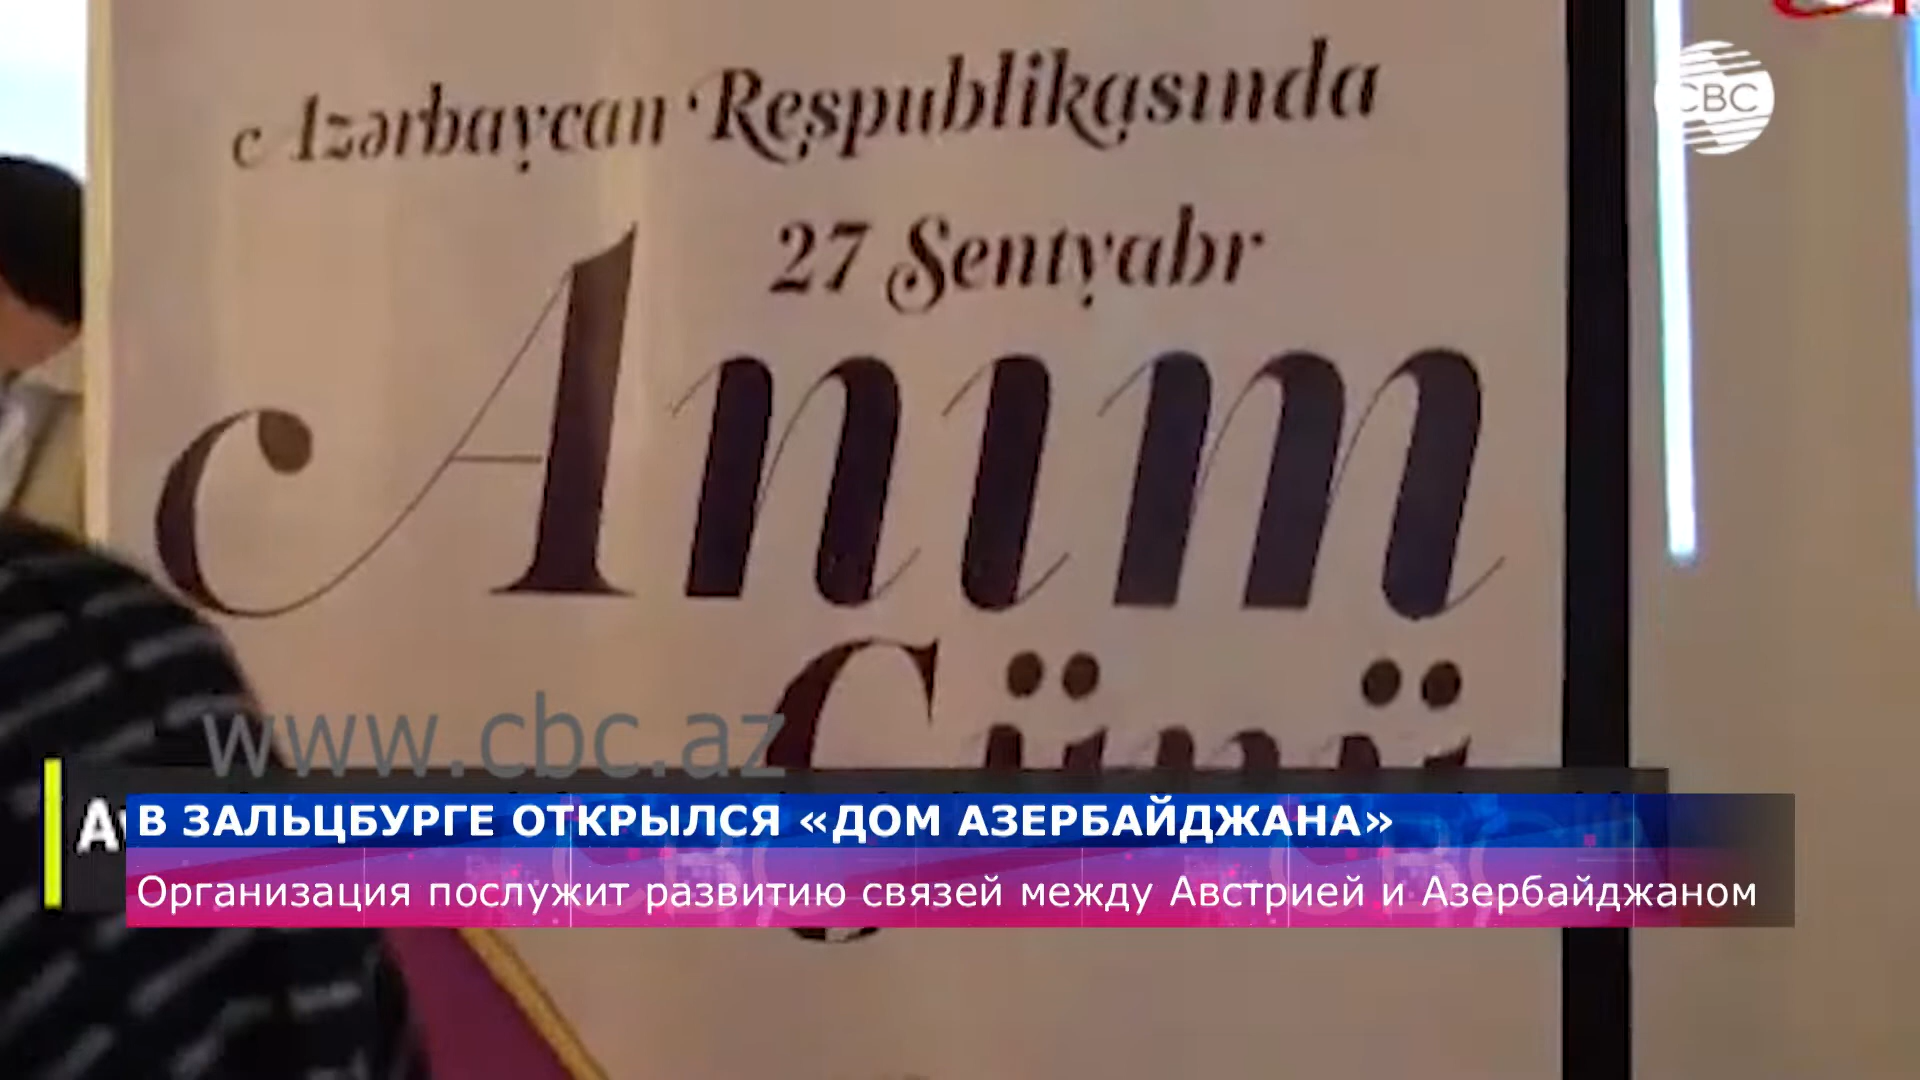 Azərbaycan Respublikasında
CBC
27 Sentyabr
Anım
Günü
www.cbc.az
В ЗАЛЬЦБУРГЕ ОТКРЫЛСЯ «ДОМ АЗЕРБАЙДЖАНА»
Организация послужит развитию связей между Австрией и Азербайджаном